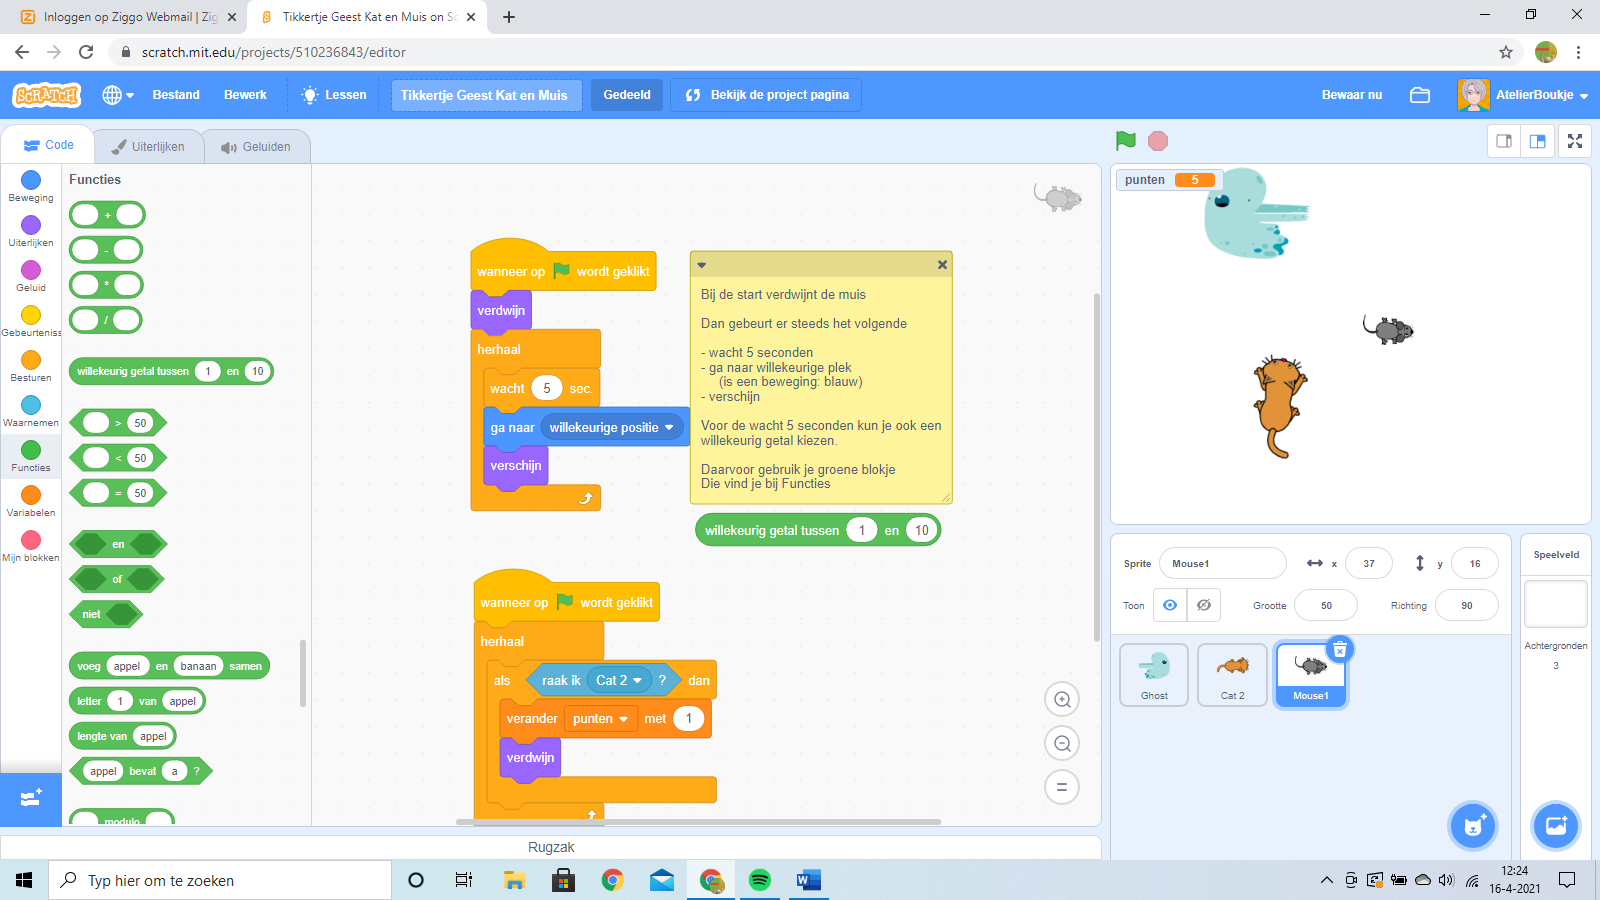 Inloggen op Ziggo Webmail | Zig
Tikkertje Geest Kat en Muis on Sc
scratch.mit.edu/projects/510236843/editor
SCRATCH
Bestand
Bewerk
Lessen
Tikkertje Geest Kat en Muis
Gedeeld
Bekijk de project pagina
Bewaar nu
AtelierBoukje
Code
Uiterlijken
Geluiden
Beweging
Uiterlijken
Geluid
Gebeurteniss
Besturen
Waarnemen
Functies
Variabelen
Mijn blokken
Functies
+
-
*
/
willekeurig getal tussen 1 en 10
> 50
< 50
= 50
en
of
niet
voeg appel en banaan samen
letter 1 van appel
lengte van appel
appel bevat a ?
modulo
wanneer op wordt geklikt
verdwijn
herhaal
wacht 5 sec.
ga naar willekeurige positie
verschijn
Bij de start verdwijnt de muis
Dan gebeurt er steeds het volgende
- wacht 5 seconden
- ga naar willekeurige plek
(is een beweging: blauw)
- verschijn
Voor de wacht 5 seconden kun je ook een
willekeurig getal kiezen.
Daarvoor gebruik je groene blokje
Die vind je bij Functies
willekeurig getal tussen 1 en 10
wanneer op wordt geklikt
herhaal
als raak ik Cat 2 ? dan
verander punten met 1
verdwijn
Rugzak
punten 5
Sprite Mouse1 x 37 y 16
Toon Grootte 50 Richting 90
Ghost
Cat 2
Mouse1
Speelveld
Achtergronden
3
Typ hier om te zoeken
12:24
16-4-2021